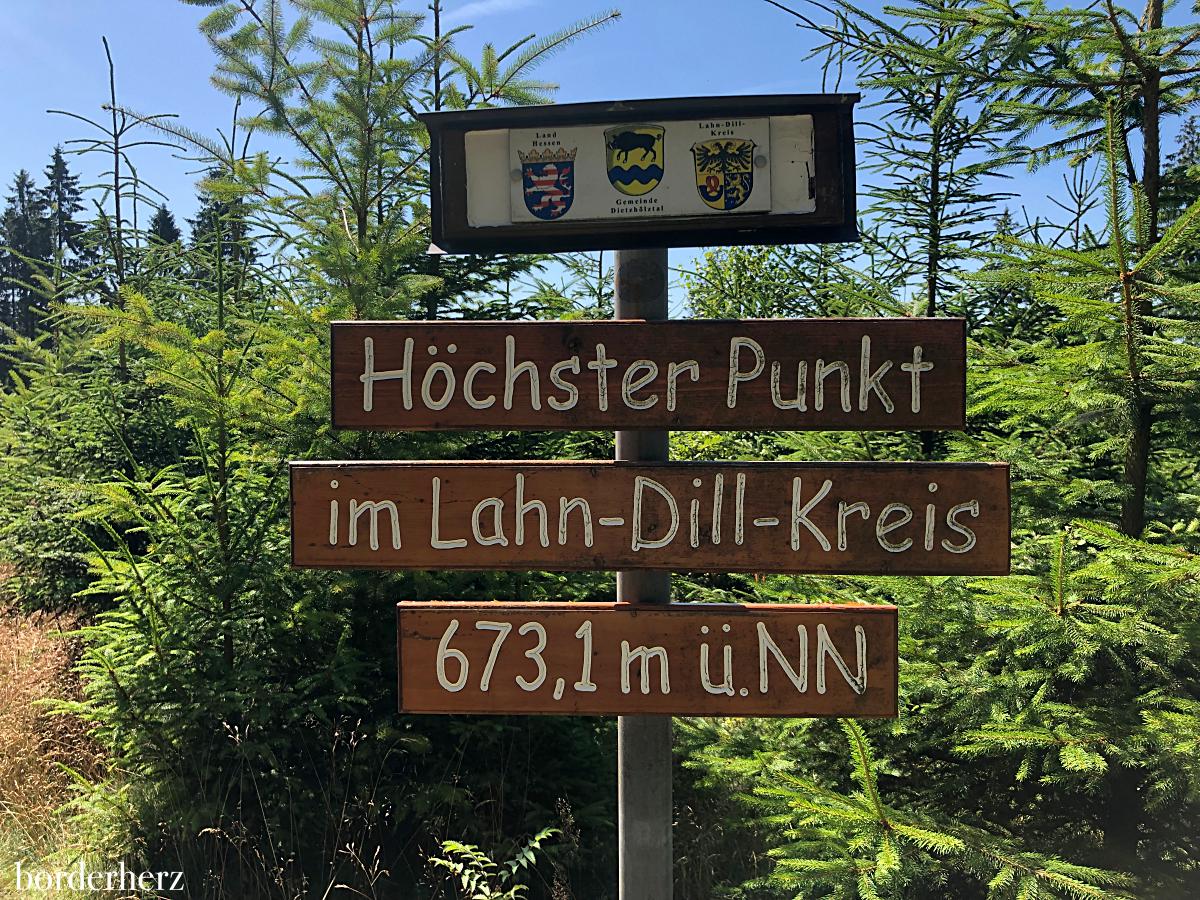 Land
Hessen
Lahn-Dill-
Kreis
Gemeinde
Dietzhölztal
Höchster Punkt
im Lahn-Dill-Kreis
673,1 m ü.NN
borderherz